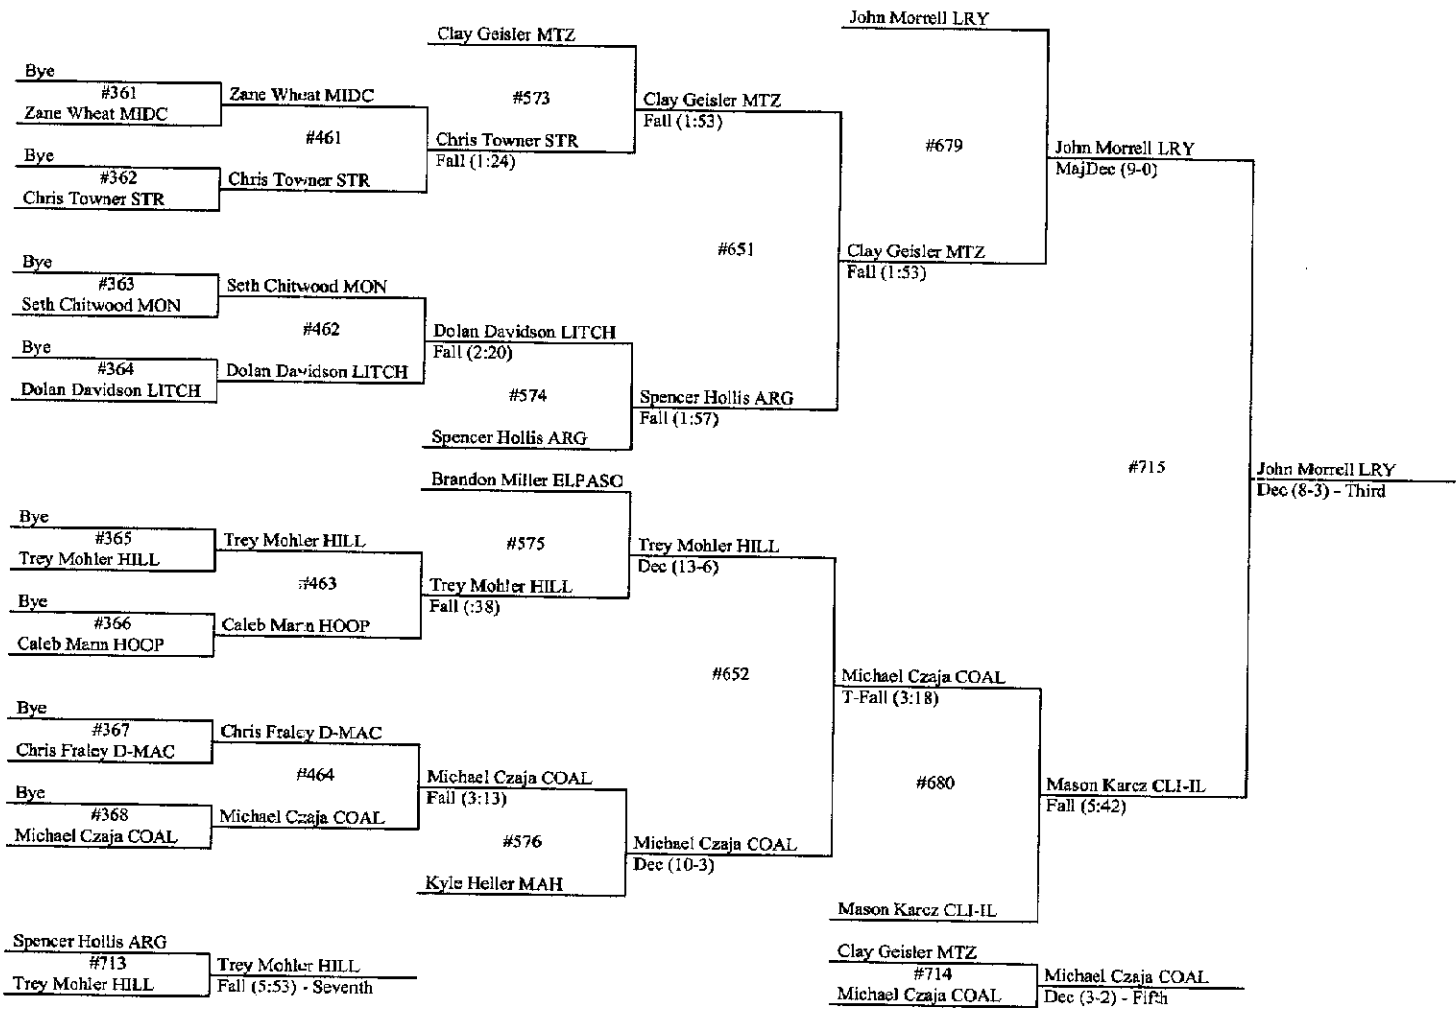 John Morrell LRY
Clay Geisler MTZ
Bye
#361
Zane Wheat MIDC
Zane Wheat MIDC
#573
Clay Geisler MTZ
Fall (1:53)
#461
Chris Towner STR
Fall (1:24)
#679
John Morrell LRY
MajDec (9-0)
Bye
#362
Chris Towner STR
Chris Towner STR
#651
Clay Geisler MTZ
Fall (1:53)
Bye
#363
Seth Chitwood MON
Seth Chitwood MON
#462
Dolan Davidson LITCH
Fall (2:20)
Bye
#364
Dolan Davidson LITCH
Dolan Davidson LITCH
#574
Spencer Hollis ARG
Fall (1:57)
Spencer Hollis ARG
#715
John Morrell LRY
Dec (8-3) - Third
Brandon Miller ELPASO
Bye
#365
Trey Mohler HILL
Trey Mohler HILL
#575
Trey Mohler HILL
Dec (13-6)
#463
Trey Mohler HILL
Fall (:38)
Bye
#366
Caleb Mann HOOP
Caleb Mann HOOP
#652
Michael Czaja COAL
T-Fall (3:18)
Bye
#367
Chris Fraley D-MAC
Chris Fraley D-MAC
#464
Michael Czaja COAL
Fall (3:13)
#680
Mason Karcz CLI-IL
Fall (5:42)
Bye
#368
Michael Czaja COAL
Michael Czaja COAL
#576
Michael Czaja COAL
Dec (10-3)
Kyle Heller MAH
Mason Karcz CLI-IL
Spencer Hollis ARG
#713
Trey Mohler HILL
Trey Mohler HILL
Fall (5:53) - Seventh
Clay Geisler MTZ
#714
Michael Czaja COAL
Michael Czaja COAL
Dec (3-2) - Fifth